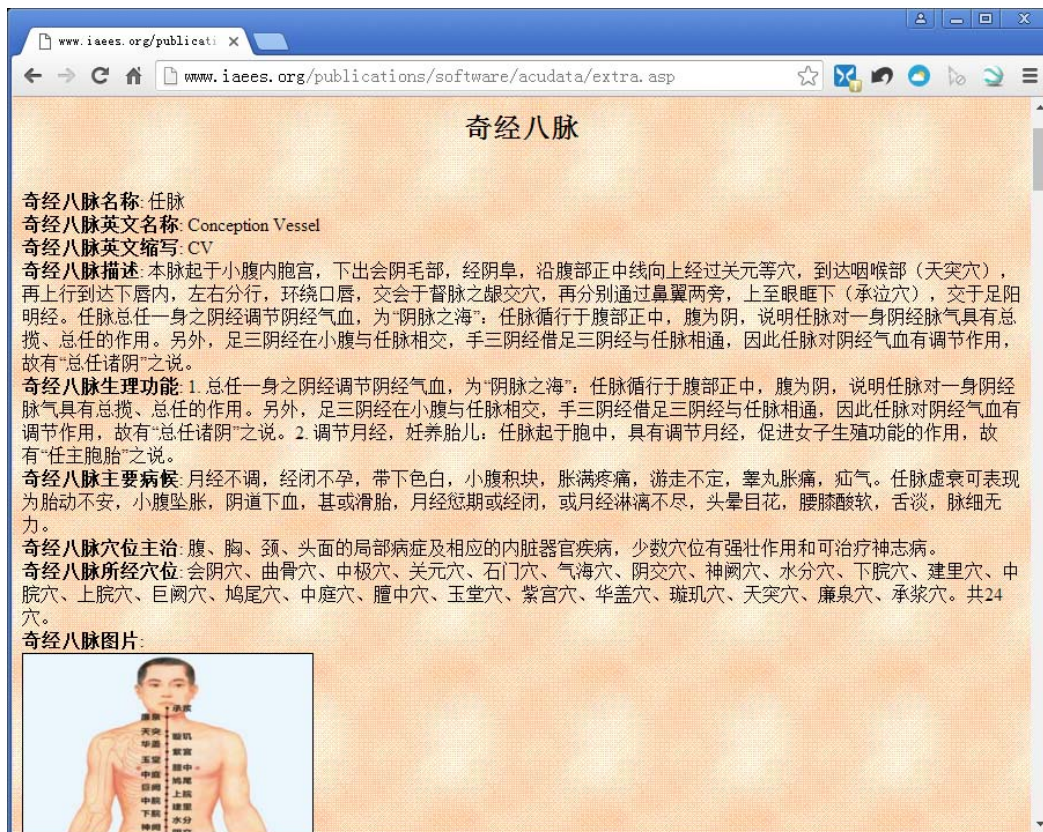 www.iaees.org/publicati
www.iaees.org/publications/software/acudata/extra.asp
奇经八脉
奇经八脉名称: 任脉
奇经八脉英文名称: Conception Vessel
奇经八脉英文缩写: CV
奇经八脉描述: 本脉起于小腹内胞宫，下出会阴毛部，经阴阜，沿腹部正中线向上经过关元等穴，到达咽喉部（天突穴），
再上行到达下唇内，左右分行，环绕口唇，交会于督脉之龈交穴，再分别通过鼻翼两旁，上至眼眶下（承泣穴），交于足阳
明经。任脉总任一身之阴经调节阴经气血，为“阴脉之海”：任脉循行于腹部正中，腹为阴，说明任脉对一身阴经脉气具有总
揽、总任的作用。另外，足三阴经在小腹与任脉相交，手三阴经借足三阴经与任脉相通，因此任脉对阴经气血有调节作用，
故有“总任诸阴”之说。
奇经八脉生理功能: 1. 总任一身之阴经调节阴经气血，为“阴脉之海”：任脉循行于腹部正中，腹为阴，说明任脉对一身阴经
脉气具有总揽、总任的作用。另外，足三阴经在小腹与任脉相交，手三阴经借足三阴经与任脉相通，因此任脉对阴经气血有
调节作用，故有“总任诸阴”之说。2. 调节月经，妊养胎儿：任脉起于胞中，具有调节月经，促进女子生殖功能的作用，故
有“任主胞胎”之说。
奇经八脉主要病候: 月经不调，经闭不孕，带下色白，小腹积块，胀满疼痛，游走不定，睾丸胀痛，疝气。任脉虚衰可表现
为胎动不安，小腹坠胀，阴道下血，甚或滑胎，月经愆期或经闭，或月经淋漓不尽，头晕目花，腰膝酸软，舌淡，脉细无
力。
奇经八脉穴位主治: 腹、胸、颈、头面的局部病症及相应的内脏器官疾病，少数穴位有强壮作用和可治疗神志病。
奇经八脉所经穴位: 会阴穴、曲骨穴、中极穴、关元穴、石门穴、气海穴、阴交穴、神阙穴、水分穴、下脘穴、建里穴、中
脘穴、上脘穴、巨阙穴、鸠尾穴、中庭穴、膻中穴、玉堂穴、紫宫穴、华盖穴、璇玑穴、天突穴、廉泉穴、承浆穴。共24
穴。
奇经八脉图片:
承浆
廉泉
天突
璇玑
华盖
紫宫
玉堂
膻中
中庭
鸠尾
巨阙
上脘
中脘
建里
下脘
水分
神阙